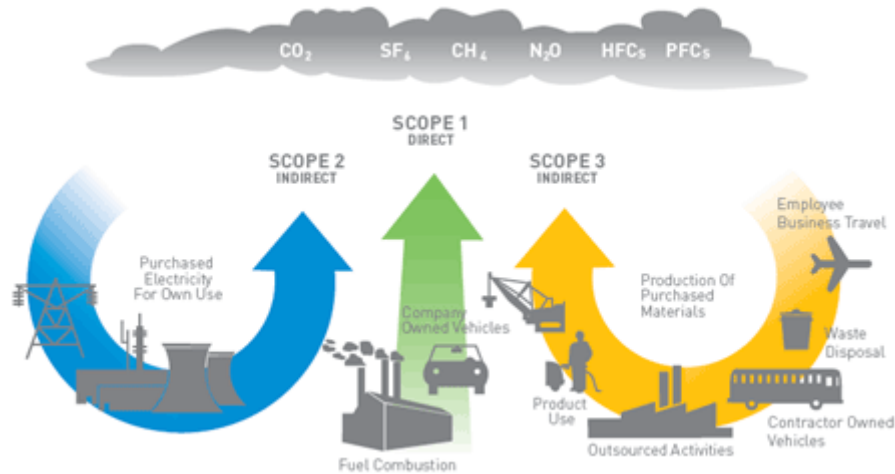 CO₂ SF₆ CH₄ N₂O HFCs PFCs
SCOPE 1
DIRECT
SCOPE 2
INDIRECT
SCOPE 3
INDIRECT
Purchased
Electricity
For Own Use
Company
Owned Vehicles
Fuel Combustion
Production Of
Purchased
Materials
Employee
Business Travel
Waste
Disposal
Contractor Owned
Vehicles
Outsourced Activities
Product
Use